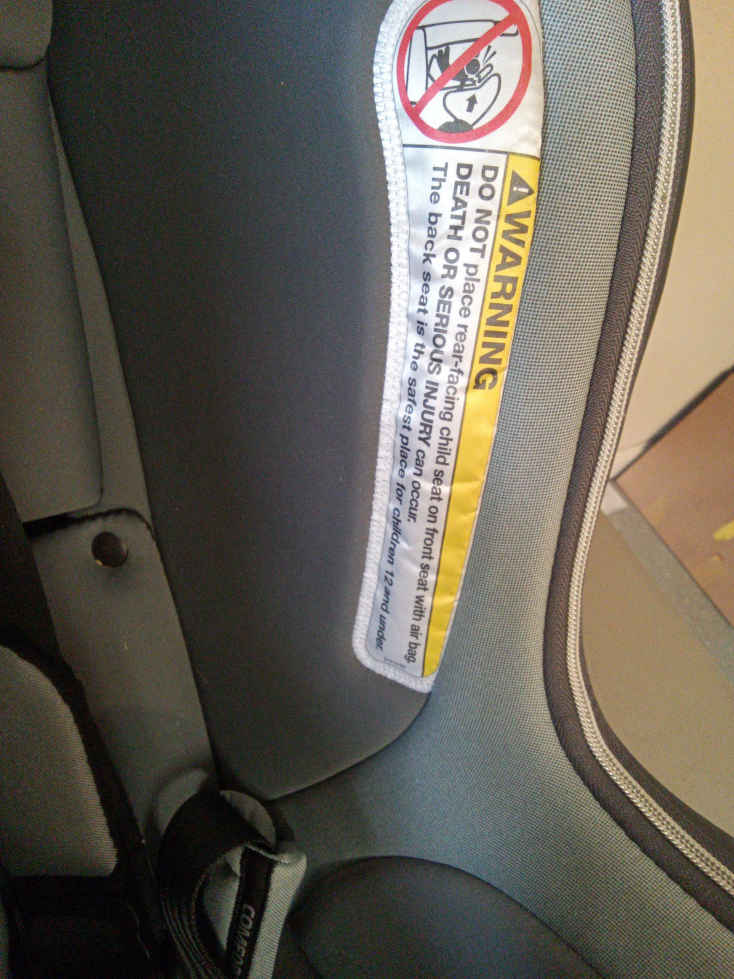 WARNING
DO NOT place rear-facing child seat on front seat with air bag.
DEATH OR SERIOUS INJURY can occur.
The back seat is the safest place for children 12 and under.